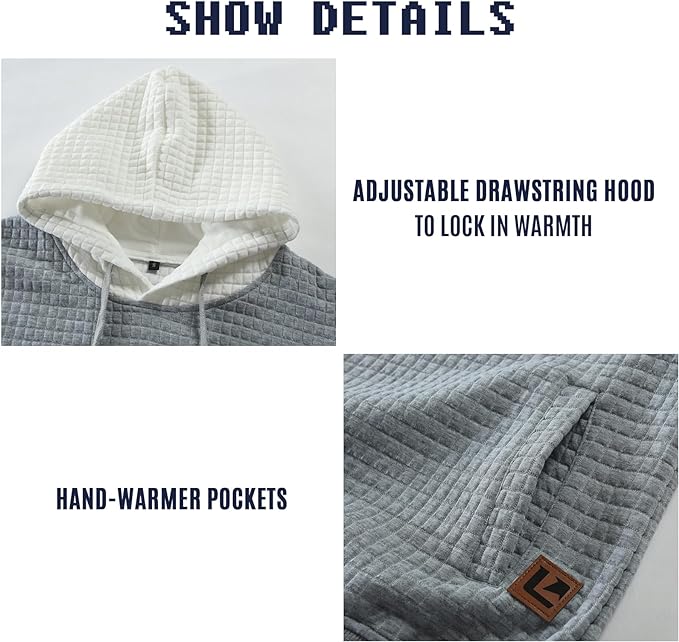 SHOW DETAILS
ADJUSTABLE DRAWSTRING HOOD
TO LOCK IN WARMTH
HAND-WARMER POCKETS